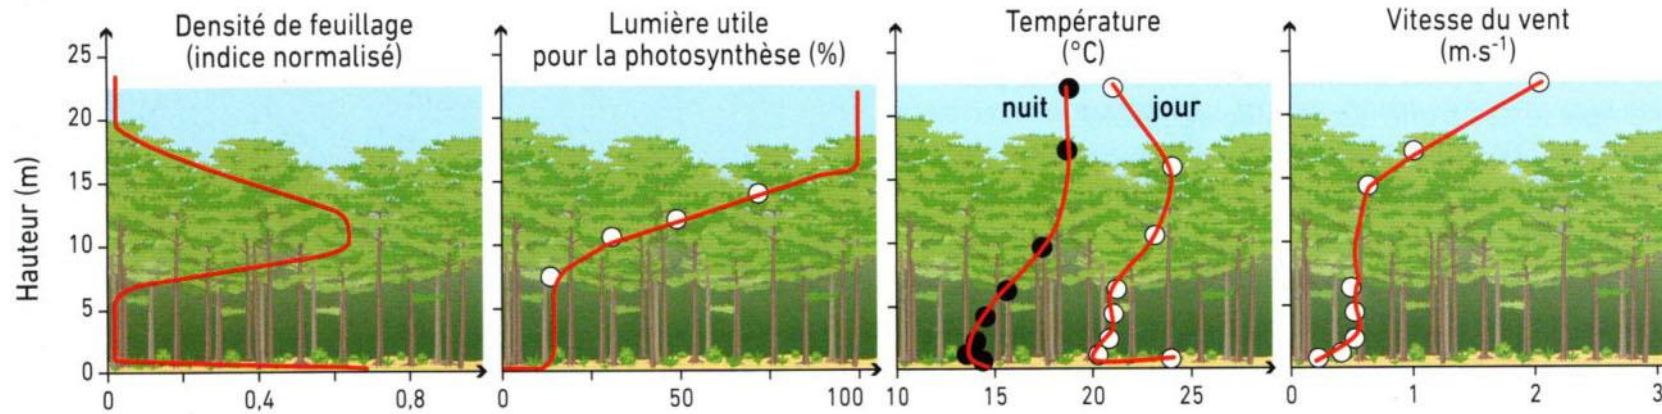 Densité de feuillage
(indice normalisé)
Lumière utile
pour la photosynthèse (%)
Température
(°C)
Vitesse du vent
(m·s⁻¹)
Hauteur (m)
25
20
15
10
5
0
nuit
jour
0 0,4 0,8
0 50 100
10 15 20 25
0 1 2 3